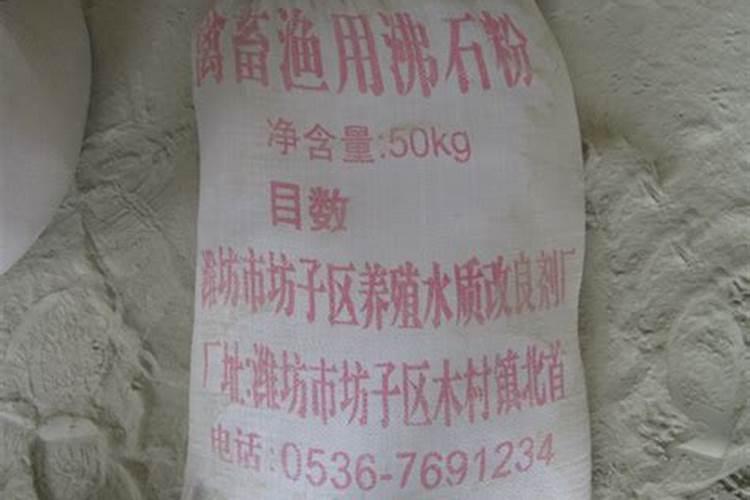 禽畜渔用沸石粉
净含量:50kg
目数
潍坊市坊子区养殖水质改良剂厂
厂址:潍坊市坊子区木村镇北首
电话:0536-7691234